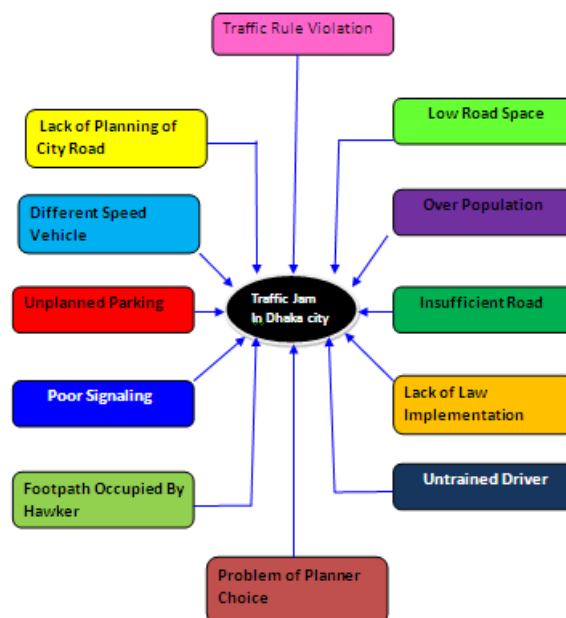 Traffic Rule Violation
Lack of Planning of
City Road
Low Road Space
Different Speed
Vehicle
Over Population
Unplanned Parking
Traffic Jam
In Dhaka city
Insufficient Road
Poor Signaling
Lack of Law
Implementation
Footpath Occupied By
Hawker
Untrained Driver
Problem of Planner
Choice